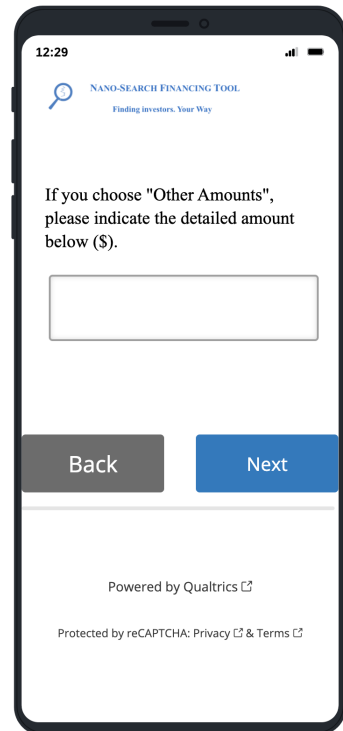 12:29
NANO-SEARCH FINANCING TOOL
Finding investors. Your Way
If you choose "Other Amounts",
please indicate the detailed amount
below ($).
Back Next
Powered by Qualtrics
Protected by reCAPTCHA: Privacy & Terms